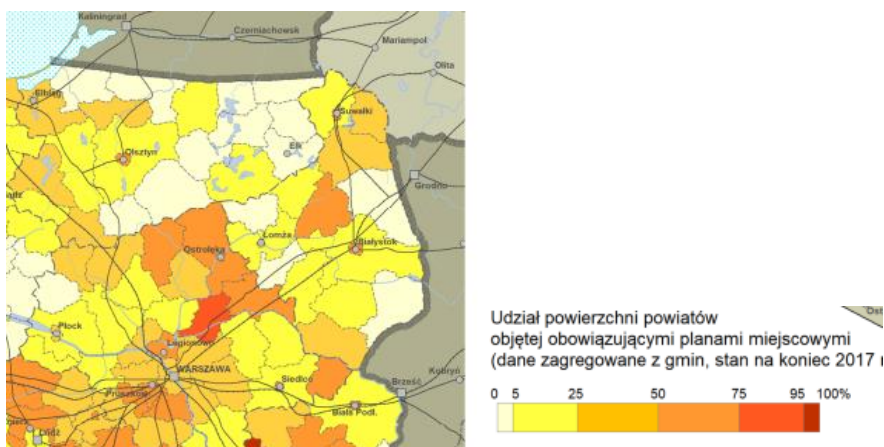 Kaliningrad
Czerniachowsk
Mariampol
Olita
Elbląg
Suwałki
Olsztyn
Ełk
Grodno
Łomża
Białystok
Ostrołęka
Płock
Legionowo
WARSZAWA
Pruszków
Siedlce
Brześć
Kobryń
Biała Podl.
Łódź
Udział powierzchni powiatów
objętej obowiązującymi planami miejscowymi
(dane zagregowane z gmin, stan na koniec 2017 r
0 5 25 50 75 95 100%